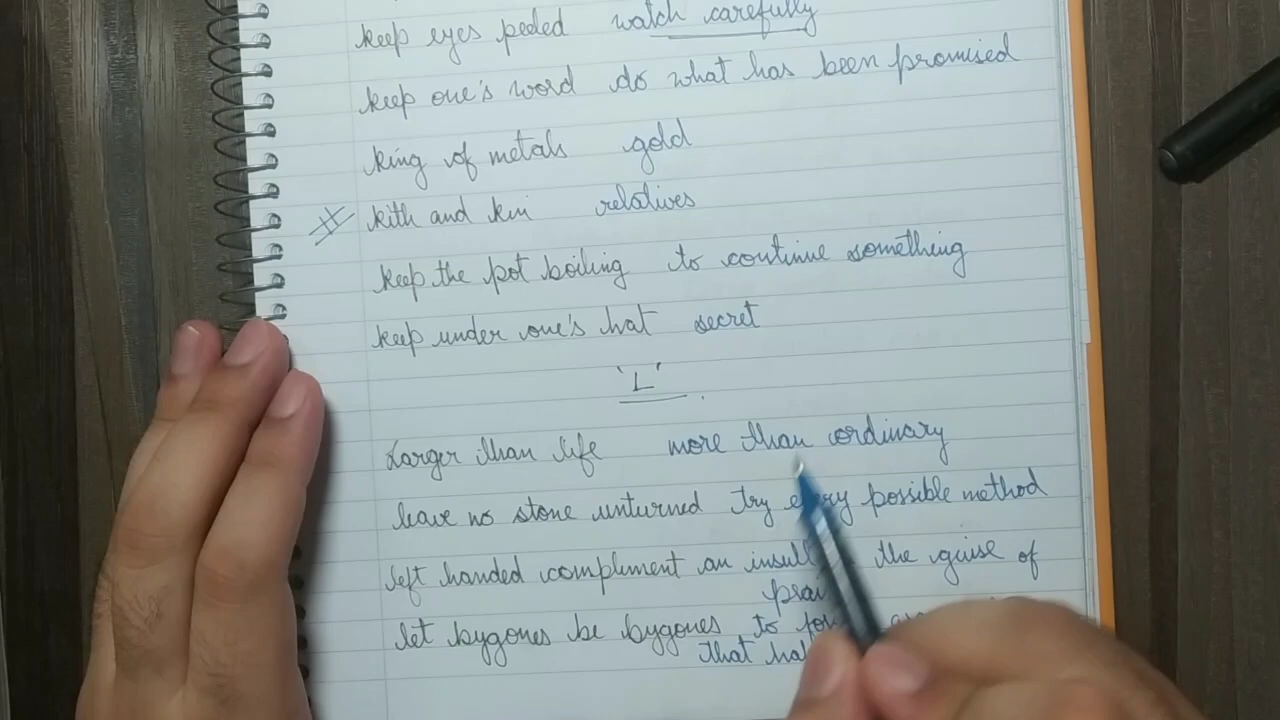 keep eyes peeled watch carefully
keep one's word do what has been promised
king of metals gold
# kith and kin relatives
keep the pot boiling to continue something
keep under one's hat secret
'L'
Larger than life more than ordinary
leave no stone unturned try every possible method
left handed compliment an insult the guise of
let bygones be bygones to
that